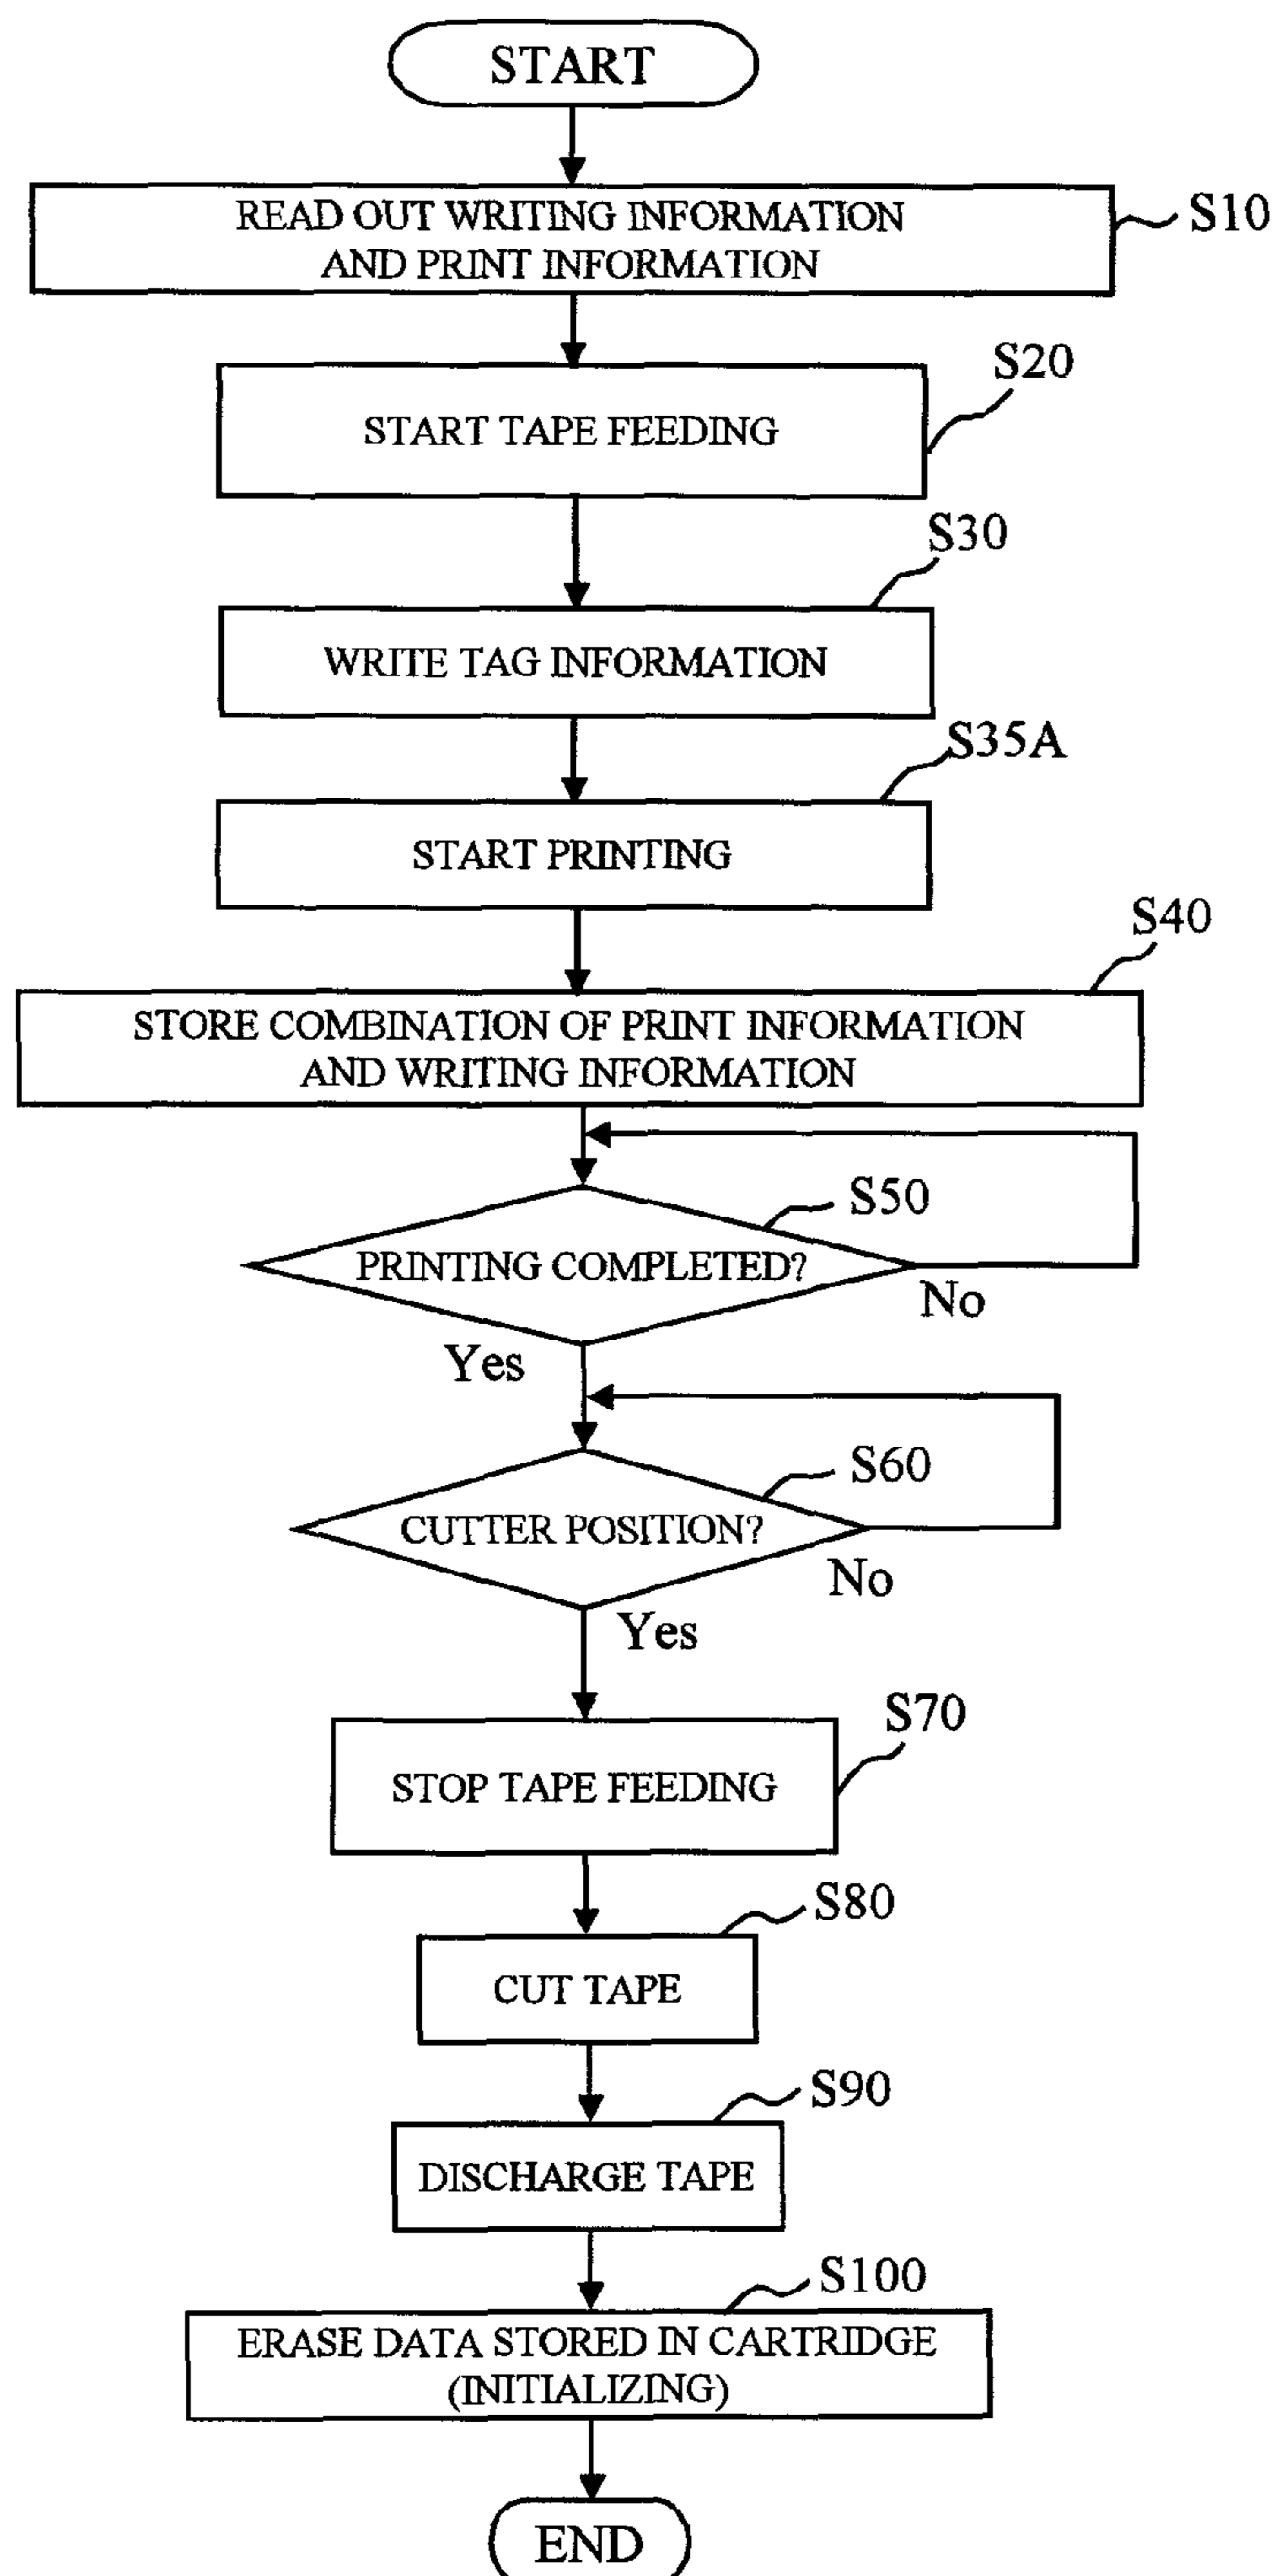 START
READ OUT WRITING INFORMATION
AND PRINT INFORMATION
S10
S20
START TAPE FEEDING
S30
WRITE TAG INFORMATION
S35A
START PRINTING
S40
STORE COMBINATION OF PRINT INFORMATION
AND WRITING INFORMATION
S50
PRINTING COMPLETED?
No
Yes
S60
CUTTER POSITION?
No
Yes
S70
STOP TAPE FEEDING
S80
CUT TAPE
S90
DISCHARGE TAPE
S100
ERASE DATA STORED IN CARTRIDGE
(INITIALIZING)
END